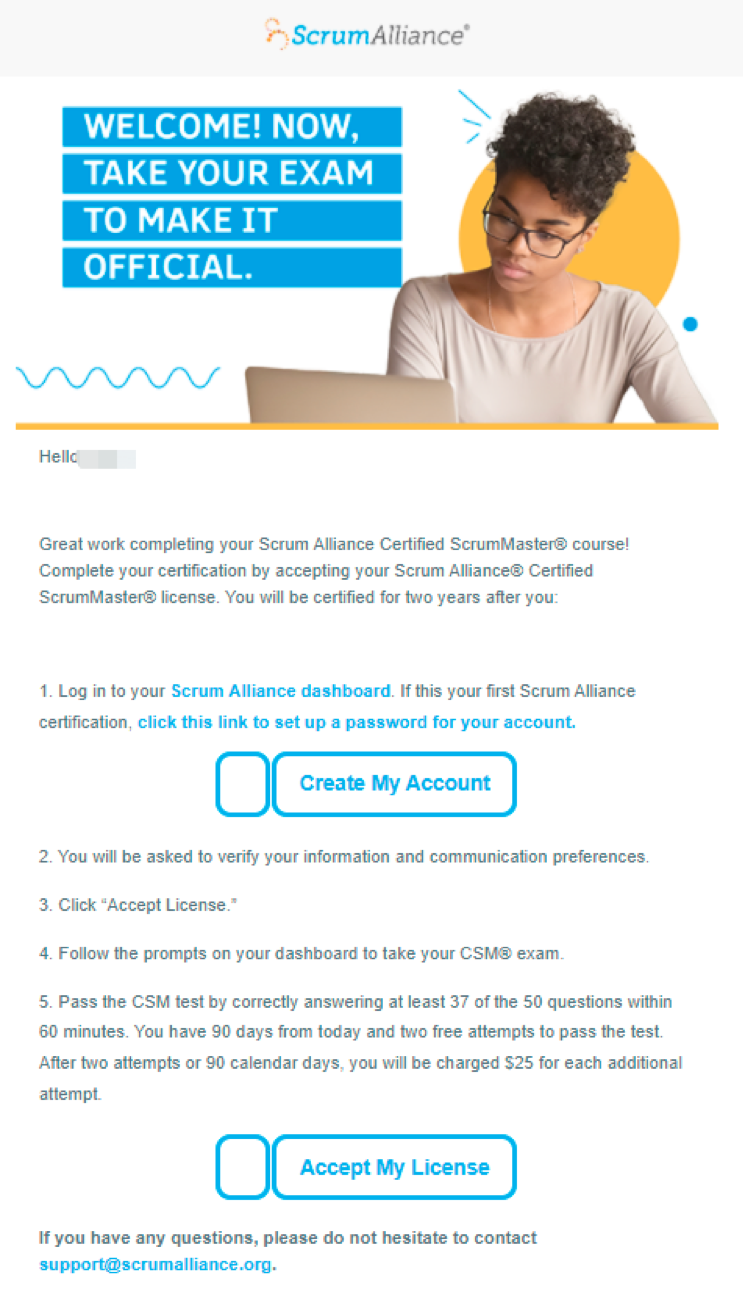 ScrumAlliance®
WELCOME! NOW,
TAKE YOUR EXAM
TO MAKE IT
OFFICIAL.
Hello
Great work completing your Scrum Alliance Certified ScrumMaster® course!
Complete your certification by accepting your Scrum Alliance® Certified
ScrumMaster® license. You will be certified for two years after you:
1. Log in to your Scrum Alliance dashboard. If this your first Scrum Alliance
certification, click this link to set up a password for your account.
Create My Account
2. You will be asked to verify your information and communication preferences.
3. Click “Accept License.”
4. Follow the prompts on your dashboard to take your CSM® exam.
5. Pass the CSM test by correctly answering at least 37 of the 50 questions within
60 minutes. You have 90 days from today and two free attempts to pass the test.
After two attempts or 90 calendar days, you will be charged $25 for each additional
attempt.
Accept My License
If you have any questions, please do not hesitate to contact
support@scrumalliance.org.